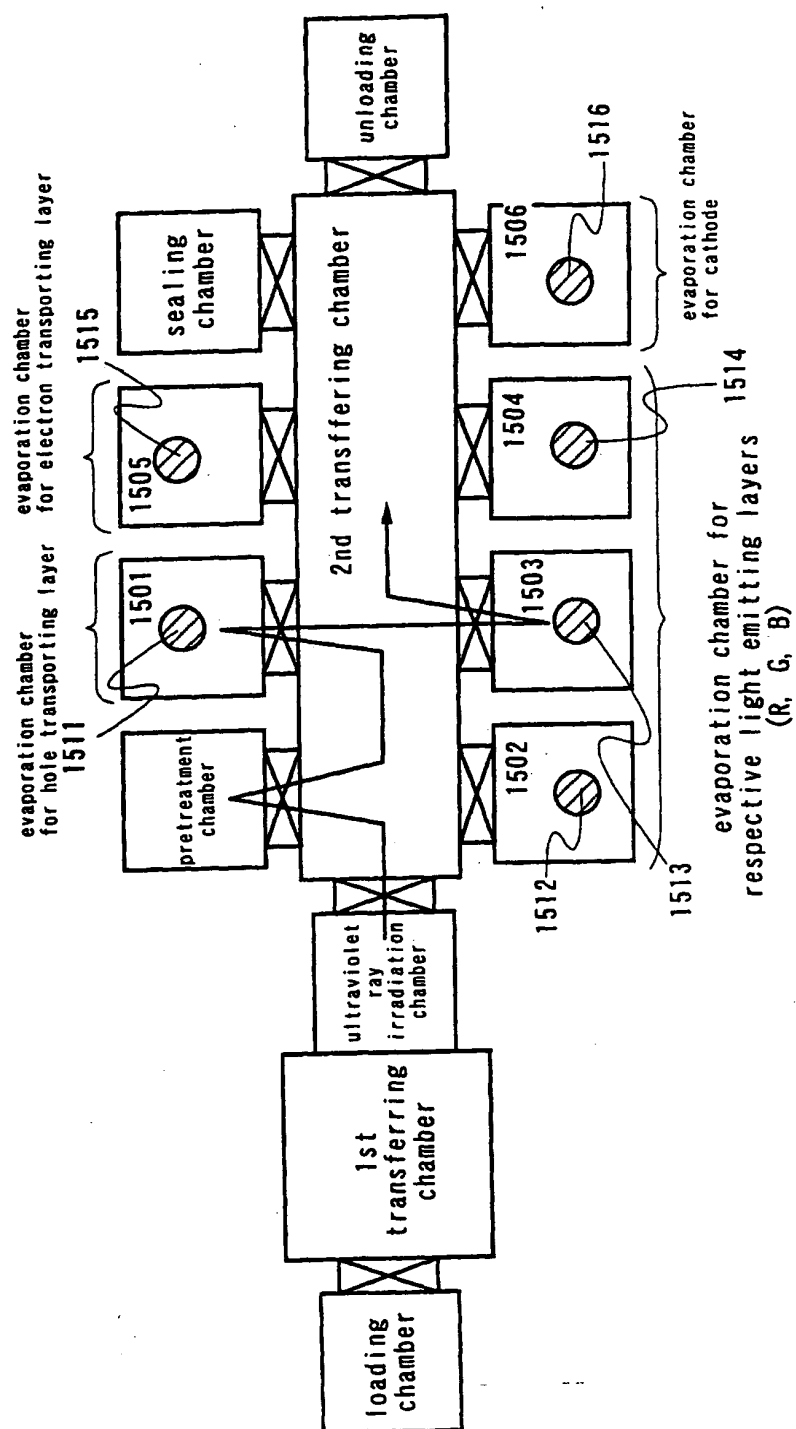 evaporation chamber
for hole transporting layer
1511
evaporation chamber
for electron transporting layer
1515
pretreatment
chamber
1501
1505
sealing
chamber
loading
chamber
1st
transferring
chamber
ultraviolet
ray
irradiation
chamber
2nd transffering chamber
unloading
chamber
1502
1503
1504
1506
1512
1513
1514
1516
evaporation chamber for
respective light emitting layers
(R, G, B)
evaporation chamber
for cathode